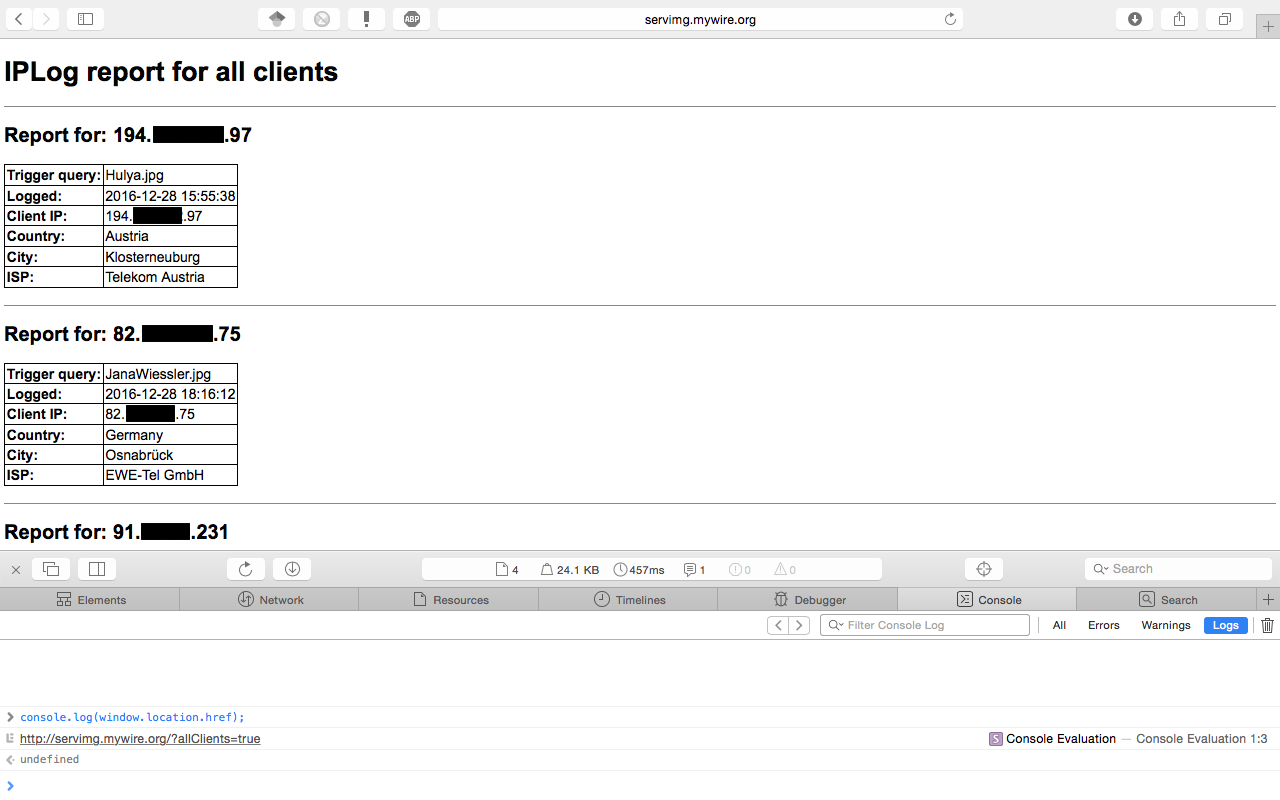 ABP
servimg.mywire.org
IPLog report for all clients
Report for: 194. .97
Trigger query: Hulya.jpg
Logged: 2016-12-28 15:55:38
Client IP: 194. .97
Country: Austria
City: Klosterneuburg
ISP: Telekom Austria
Report for: 82. .75
Trigger query: JanaWiessler.jpg
Logged: 2016-12-28 18:16:12
Client IP: 82. .75
Country: Germany
City: Osnabrück
ISP: EWE-Tel GmbH
Report for: 91. .231
4 24.1 KB 457ms 1 0 0 Search
Elements Network Resources Timelines Debugger Console Search
Filter Console Log All Errors Warnings Logs
console.log(window.location.href);
http://servimg.mywire.org/?allClients=true S Console Evaluation — Console Evaluation 1:3
undefined